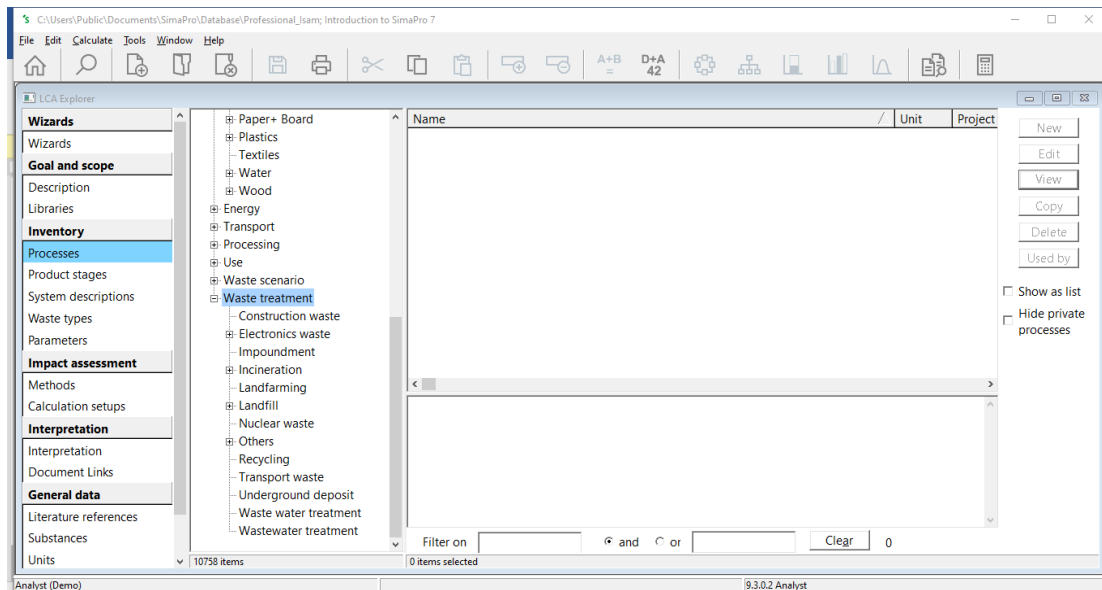 C:\Users\Public\Documents\SimaPro\Database\Professional_Isam; Introduction to SimaPro 7
File Edit Calculate Tools Window Help
A+B
=
D+A
42
LCA Explorer
Wizards
Wizards
Goal and scope
Description
Libraries
Inventory
Processes
Product stages
System descriptions
Waste types
Parameters
Impact assessment
Methods
Calculation setups
Interpretation
Interpretation
Document Links
General data
Literature references
Substances
Units
Paper+ Board
Plastics
Textiles
Water
Wood
Energy
Transport
Processing
Use
Waste scenario
Waste treatment
Construction waste
Electronics waste
Impoundment
Incineration
Landfarming
Landfill
Nuclear waste
Others
Recycling
Transport waste
Underground deposit
Waste water treatment
Wastewater treatment
10758 items
Name / Unit Project
Filter on and or Clear 0
0 items selected
New
Edit
View
Copy
Delete
Used by
Show as list
Hide private
processes
Analyst (Demo) 9.3.0.2 Analyst